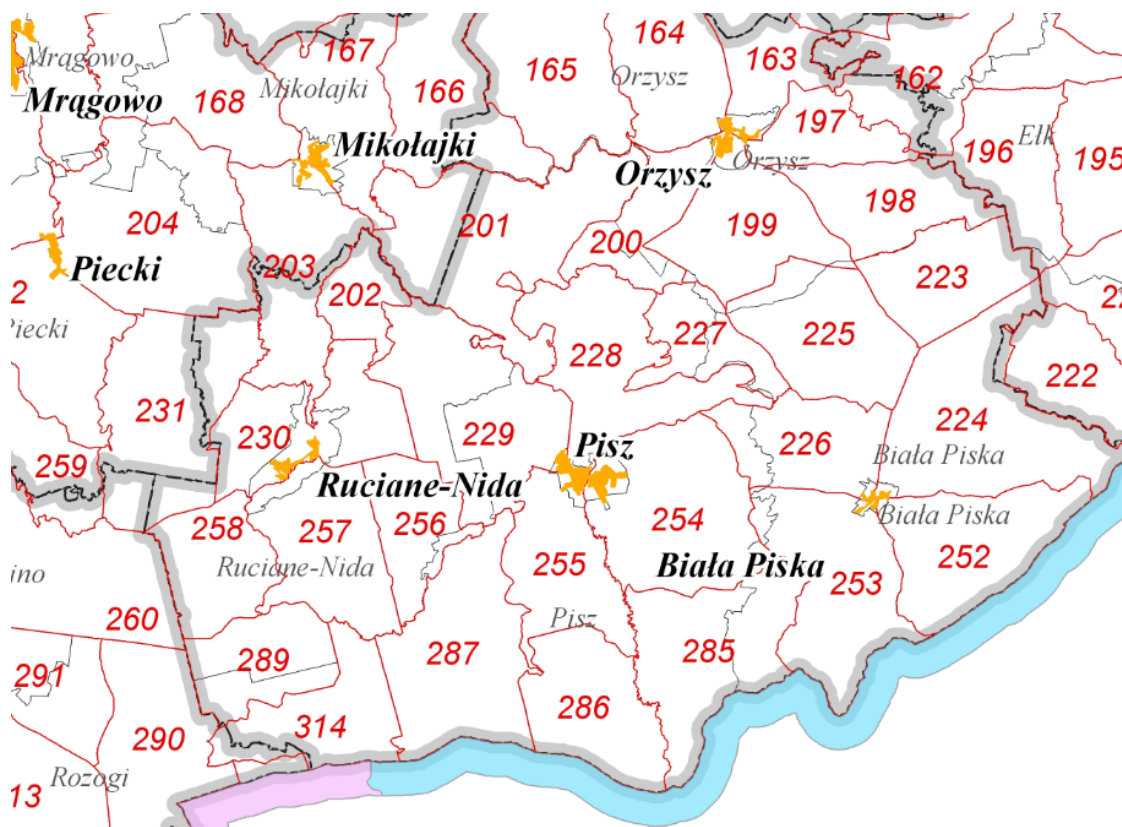 164
167
163
Mrągowo
165
162
Mikołajki
Orzysz
166
Mrągowo
168
197
Mikołajki
Ełk
196
195
Orzysz
Orzysz
198
204
201
199
200
Piecki
203
223
202
2
22
Piecki
227
225
228
222
231
224
229
230
226
Pisz
Biała Piska
259
Ruciane-Nida
254
Biała Piska
258
257
256
252
255
Biała Piska
Ruciane-Nida
253
ino
260
Pisz
289
287
285
291
286
314
290
Rozogi
13